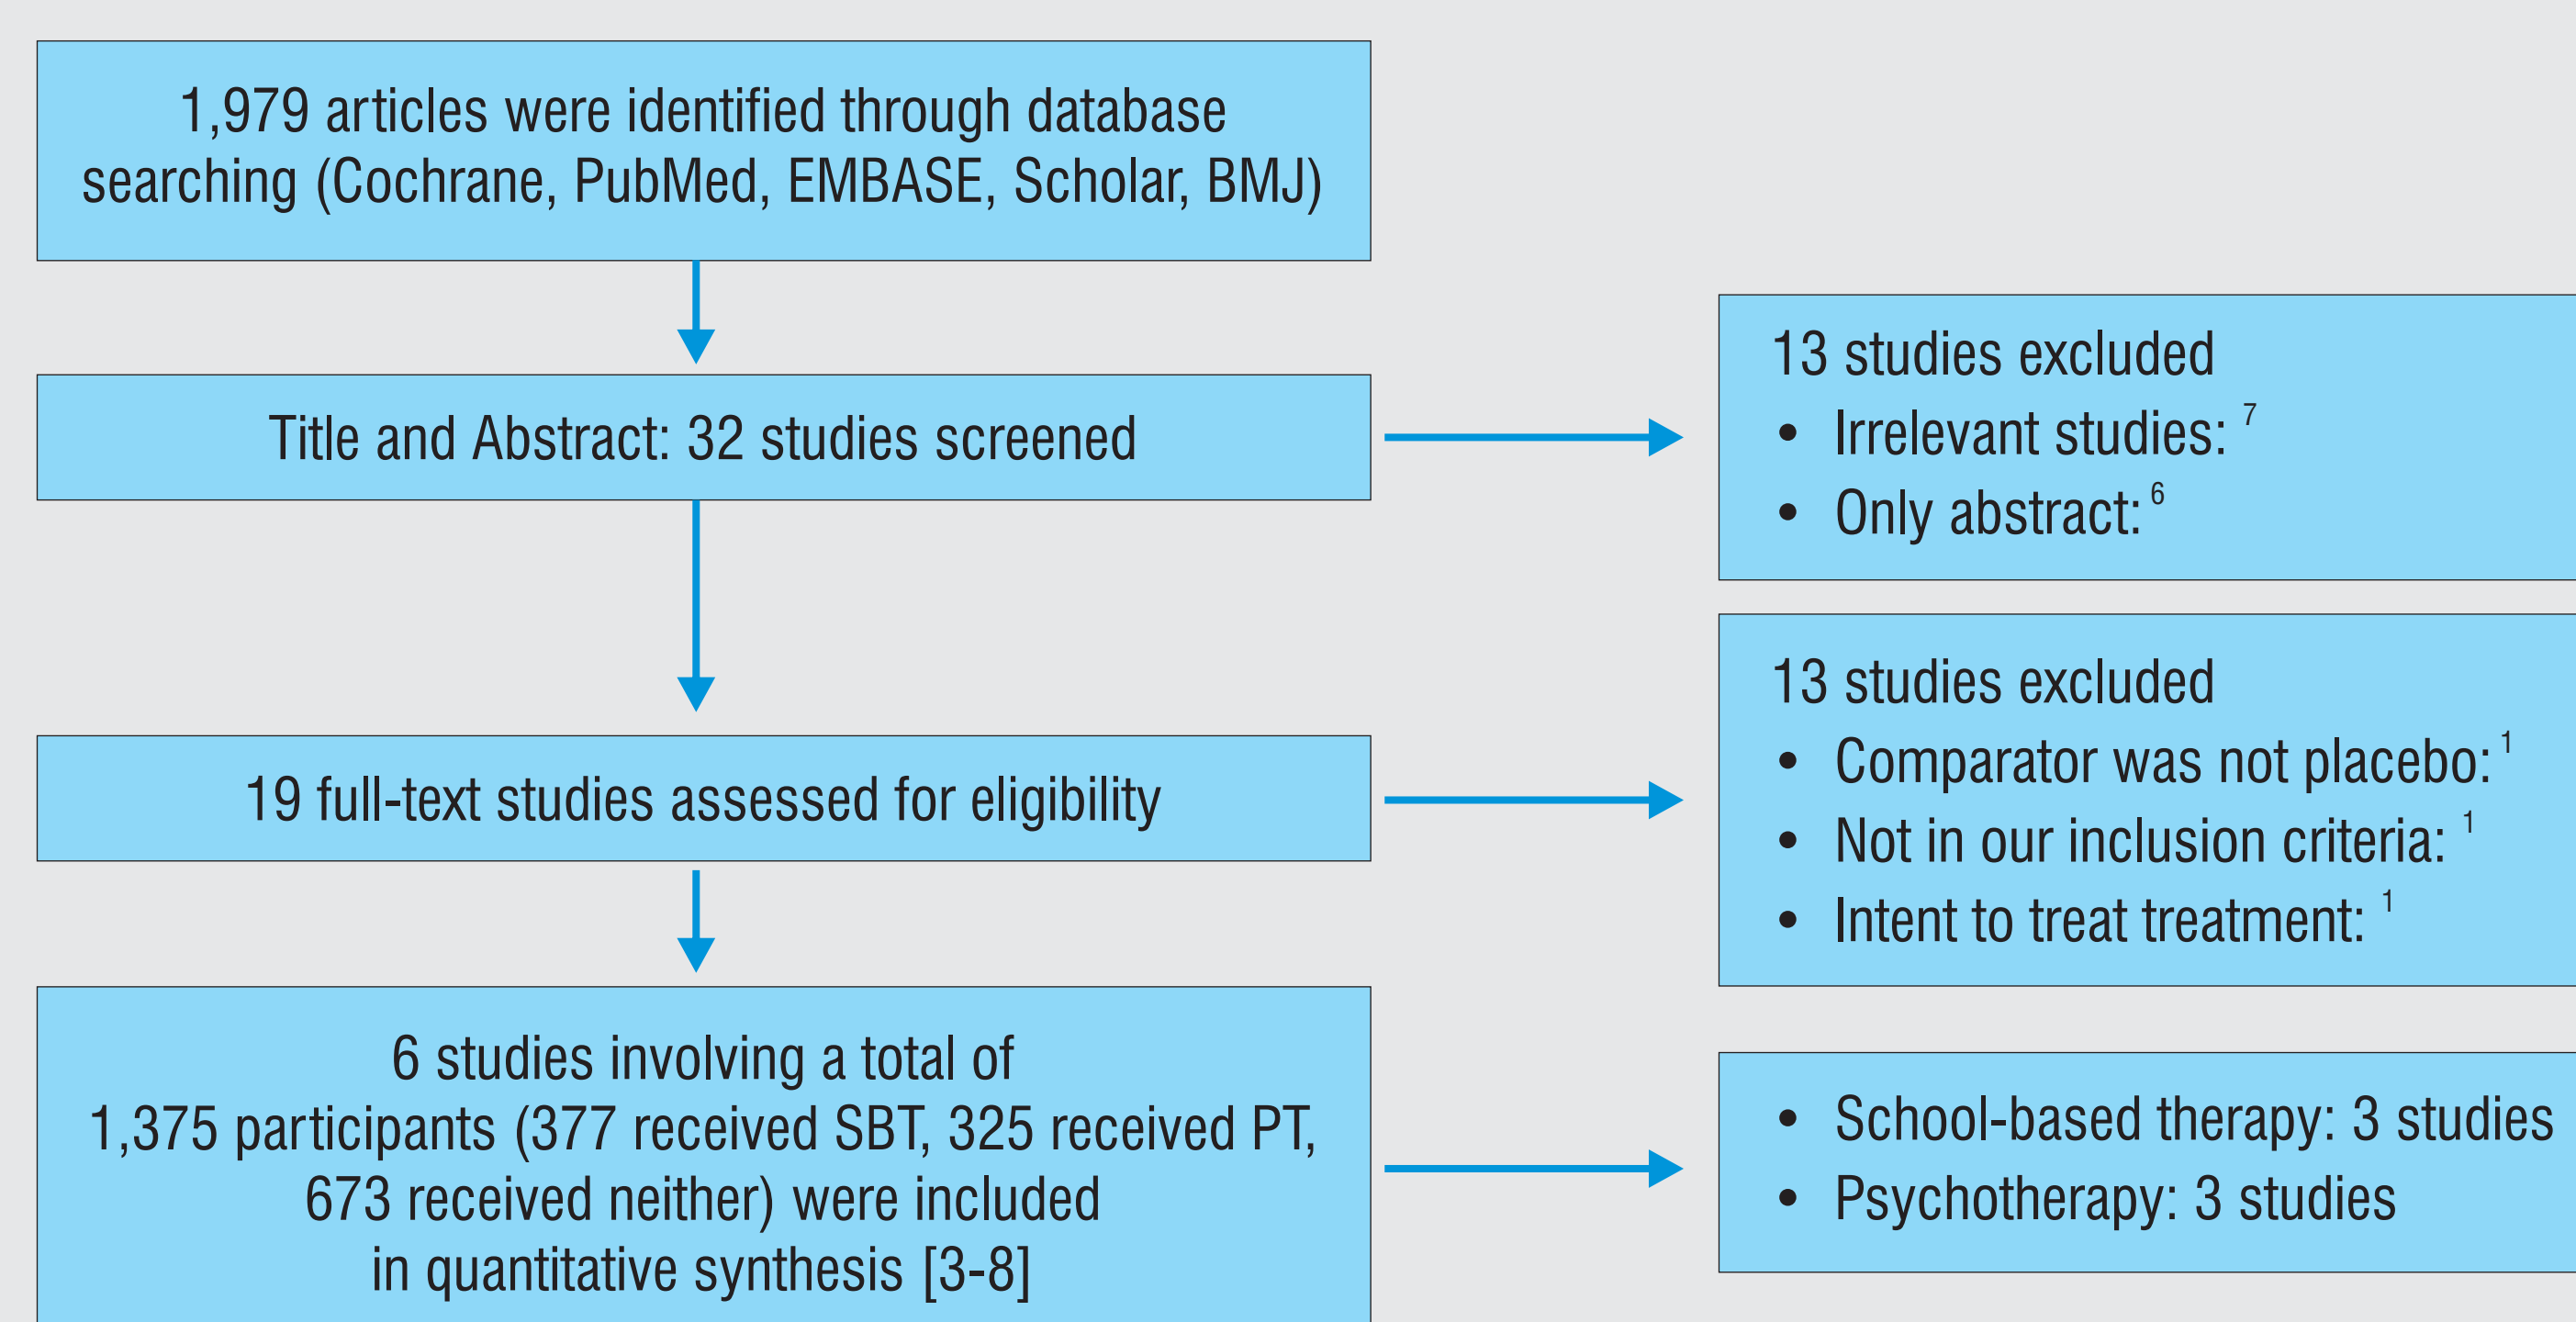 1,979 articles were identified through database
searching (Cochrane, PubMed, EMBASE, Scholar, BMJ)
Title and Abstract: 32 studies screened
13 studies excluded
• Irrelevant studies: 7
• Only abstract: 6
19 full-text studies assessed for eligibility
13 studies excluded
• Comparator was not placebo: 1
• Not in our inclusion criteria: 1
• Intent to treat treatment: 1
6 studies involving a total of
1,375 participants (377 received SBT, 325 received PT,
673 received neither) were included
in quantitative synthesis [3-8]
• School-based therapy: 3 studies
• Psychotherapy: 3 studies